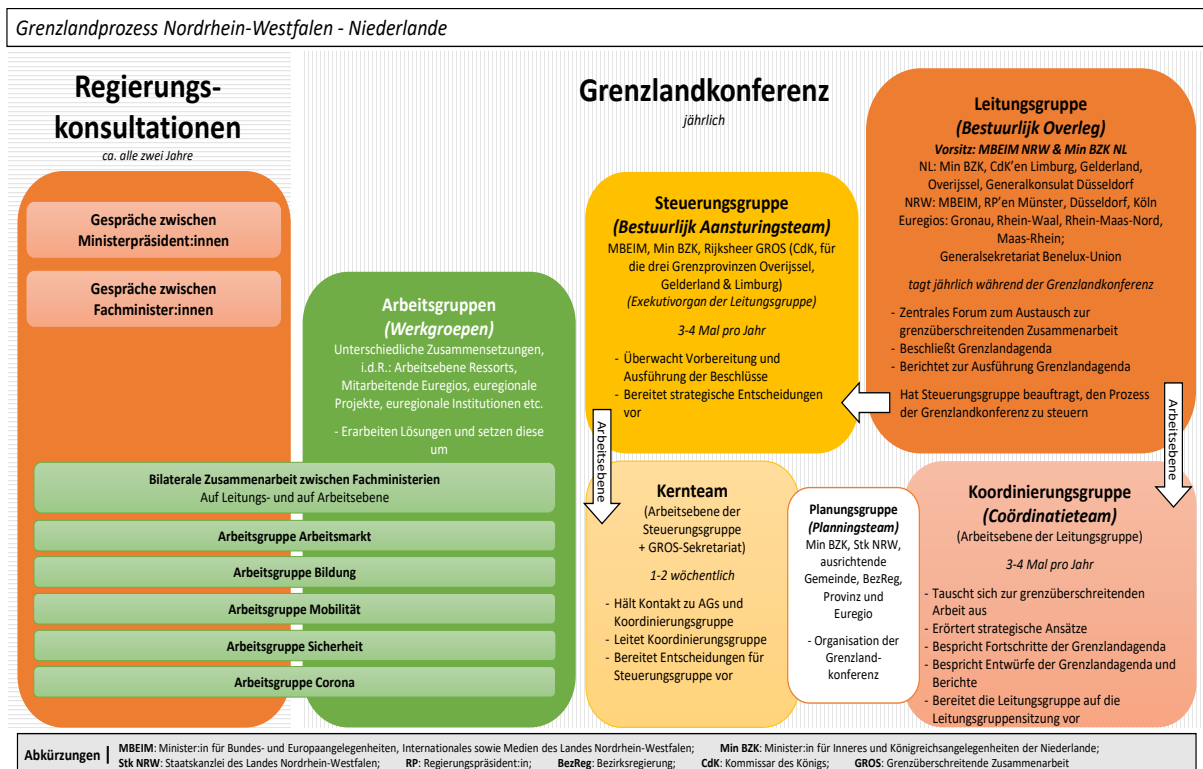 Grenzlandprozess Nordrhein-Westfalen - Niederlande
Regierungs-
konsultationen
ca. alle zwei Jahre
Gespräche zwischen
Ministerpräsident:innen
Gespräche zwischen
Fachminister:innen
Grenzlandkonferenz
jährlich
Arbeitsgruppen
(Werkgroepen)
Unterschiedliche Zusammensetzungen,
i.d.R.: Arbeitsebene Ressorts,
Mitarbeitende Euregios, euregionale
Projekte, euregionale Institutionen etc.
- Erarbeiten Lösungen und setzen diese
um
Bilaterale Zusammenarbeit zwischen Fachministerien
Auf Leitungs- und auf Arbeitsebene
Arbeitsgruppe Arbeitsmarkt
Arbeitsgruppe Bildung
Arbeitsgruppe Mobilität
Arbeitsgruppe Sicherheit
Arbeitsgruppe Corona
Steuerungsgruppe
(Bestuurlijk Aansturingsteam)
MBEIM, Min BZK, Rijksheer GROS (CdK, für
die drei Grenzprovinzen Overijssel,
Gelderland & Limburg)
(Exekutivorgan der Leitungsgruppe)
3-4 Mal pro Jahr
- Überwacht Vorbereitung und
Ausführung der Beschlüsse
- Bereitet strategische Entscheidungen
vor
Leitungsgruppe
(Bestuurlijk Overleg)
Vorsitz: MBEIM NRW & Min BZK NL
NL: Min BZK, CdK'en Limburg, Gelderland,
Overijssel, Generalkonsulat Düsseldorf
NRW: MBEIM, RP'en Münster, Düsseldorf, Köln
Euregios: Gronau, Rhein-Waal, Rhein-Maas-Nord,
Maas-Rhein;
Generalsekretariat Benelux-Union
tagt jährlich während der Grenzlandkonferenz
- Zentrales Forum zum Austausch zur
grenzüberschreitenden Zusammenarbeit
- Beschließt Grenzlandagenda
- Berichtet zur Ausführung Grenzlandagenda
Hat Steuerungsgruppe beauftragt, den Prozess
der Grenzlandkonferenz zu steuern
Arbeitsebene
Arbeitsebene
Kernteam
(Arbeitsebene der
Steuerungsgruppe
+ GROS-Sekretariat)
1-2 wöchentlich
- Hält Kontakt zu AGs und
Koordinierungsgruppe
- Leitet Koordinierungsgruppe
- Bereitet Entscheidungen für
Steuerungsgruppe vor
Planungsgruppe
(Planningsteam)
Min BZK, Stk NRW,
ausrichtende
Gemeinde, BezReg,
Provinz und
Euregio
- Organisation der
Grenzland-
konferenz
Koordinierungsgruppe
(Coördinatieteam)
(Arbeitsebene der Leitungsgruppe)
3-4 Mal pro Jahr
- Tauscht sich zur grenzüberschreitenden
Arbeit aus
- Erörtert strategische Ansätze
- Bespricht Fortschritte der Grenzlandagenda
- Bespricht Entwürfe der Grenzlandagenda und
Berichte
- Bereitet die Leitungsgruppe auf die
Leitungsgruppensitzung vor
Abkürzungen | MBEIM: Minister:in für Bundes- und Europaangelegenheiten, Internationales sowie Medien des Landes Nordrhein-Westfalen; Min BZK: Minister:in für Inneres und Königreichsangelegenheiten der Niederlande;
Stk NRW: Staatskanzlei des Landes Nordrhein-Westfalen; RP: Regierungspräsident:in; BezReg: Bezirksregierung; CdK: Kommissar des Königs; GROS: Grenzüberschreitende Zusammenarbeit